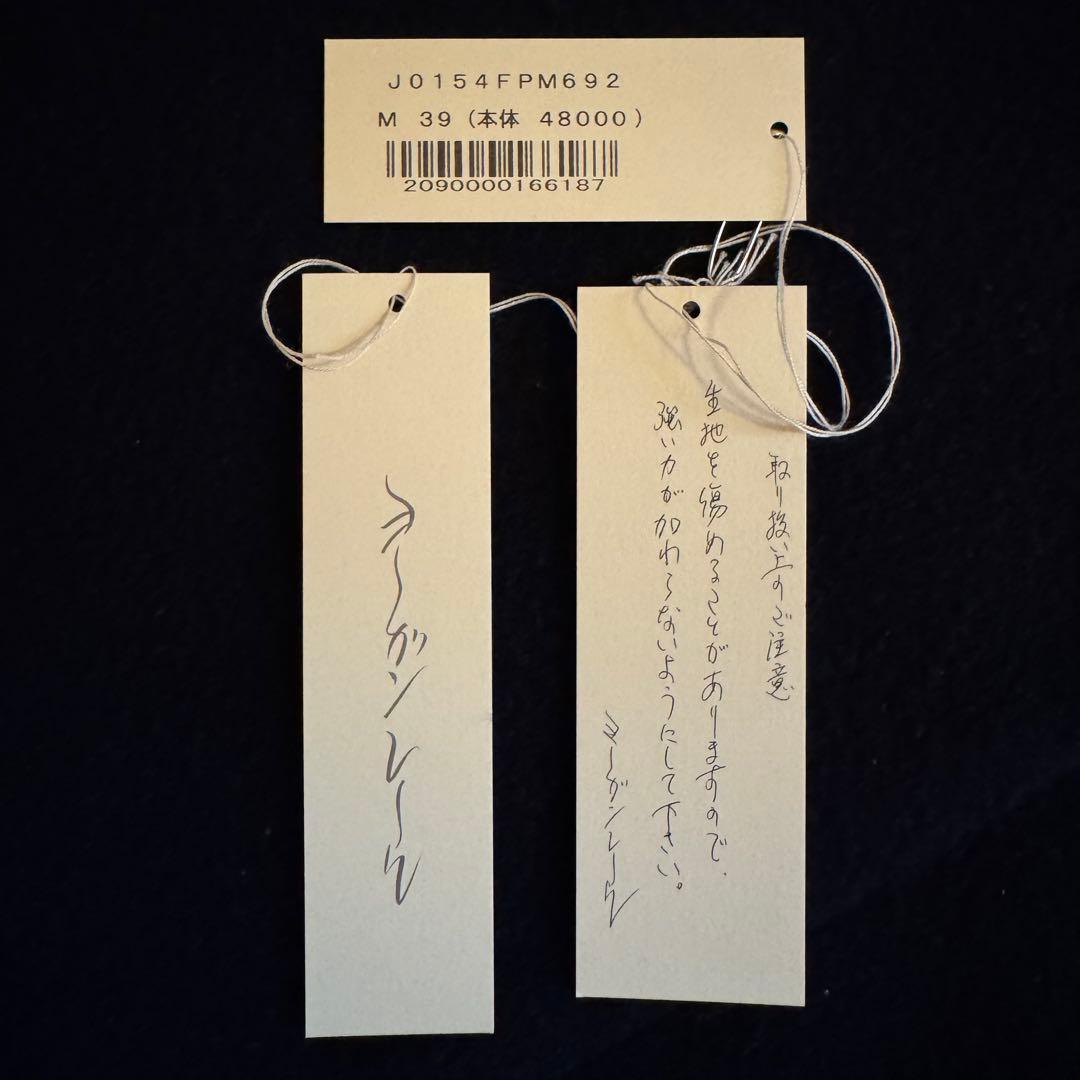 J0154FPM692
M 39 (本体 48000)
2090000166187
ヨーガンレール
取り扱い上のご注意
生地を傷めることがありますので、
強い力が加わらないようにして下さい。
ヨーガンレール